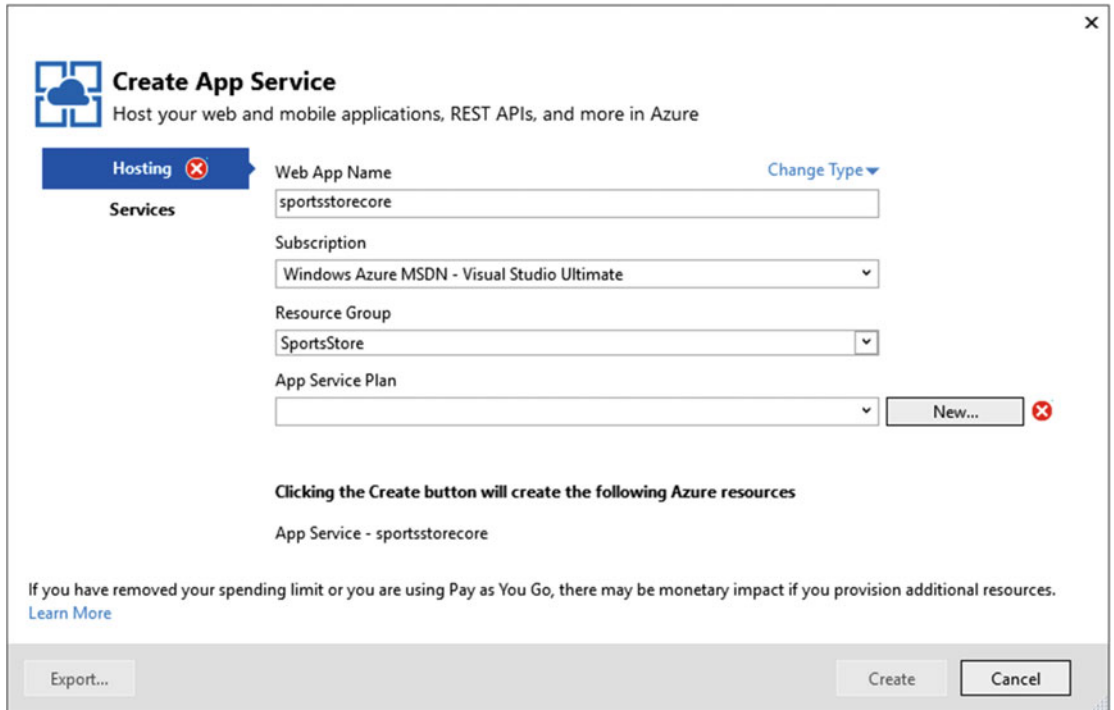 Create App Service
Host your web and mobile applications, REST APIs, and more in Azure
Hosting
Services
Web App Name
Change Type
sportsstorecore
Subscription
Windows Azure MSDN - Visual Studio Ultimate
Resource Group
SportsStore
App Service Plan
New...
Clicking the Create button will create the following Azure resources
App Service - sportsstorecore
If you have removed your spending limit or you are using Pay as You Go, there may be monetary impact if you provision additional resources.
Learn More
Export...
Create
Cancel